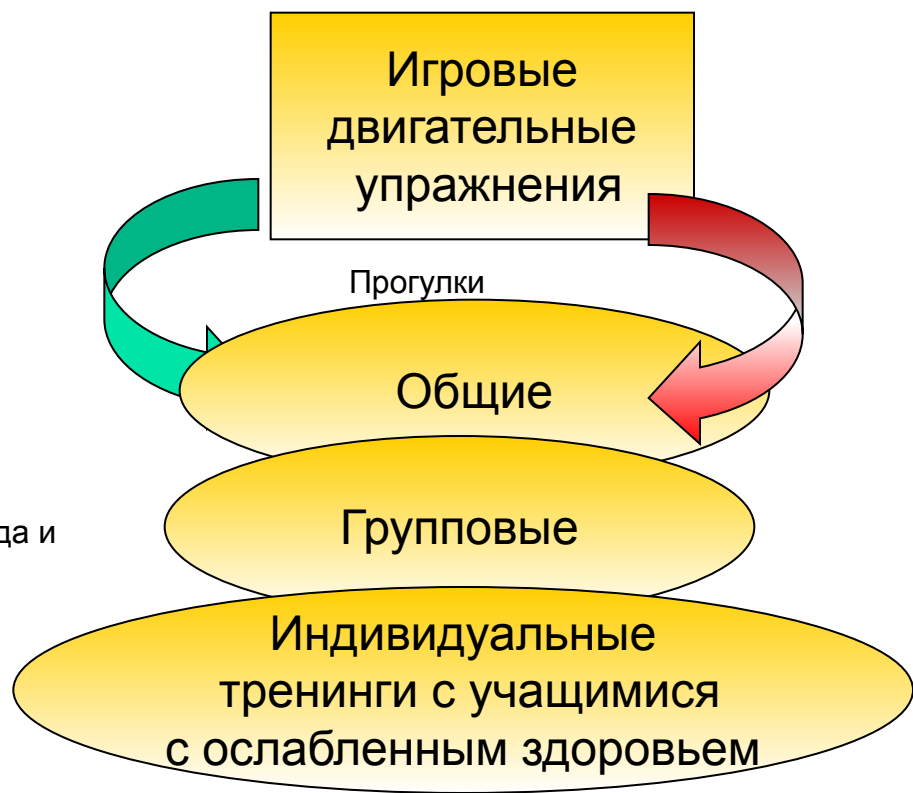 Игровые
двигательные
упражнения
Прогулки
Общие
да и
Групповые
Индивидуальные
тренинги с учащимися
с ослабленным здоровьем